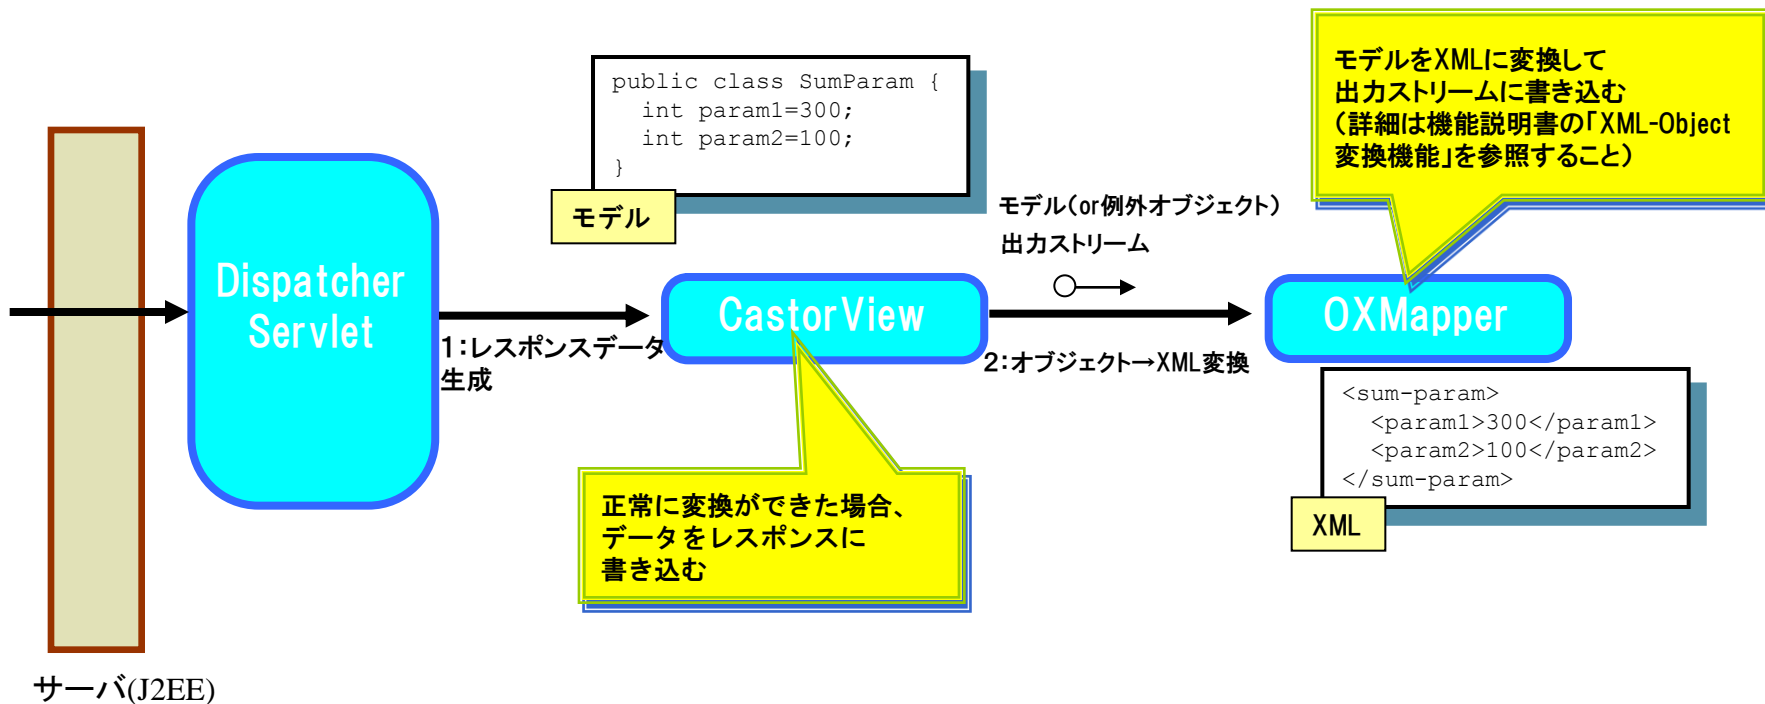 public class SumParam {
int param1=300;
int param2=100;
}
モデル
モデルをXMLに変換して
出力ストリームに書き込む
（詳細は機能説明書の「XML-Object
変換機能」を参照すること）
モデル（or例外オブジェクト）
出力ストリーム
Dispatcher
Servlet
CastorView
OXMapper
1：レスポンスデータ
生成
2：オブジェクト→XML変換
<sum-param>
<param1>300</param1>
<param2>100</param2>
</sum-param>
XML
正常に変換ができた場合、
データをレスポンスに
書き込む
サーバ(J2EE)